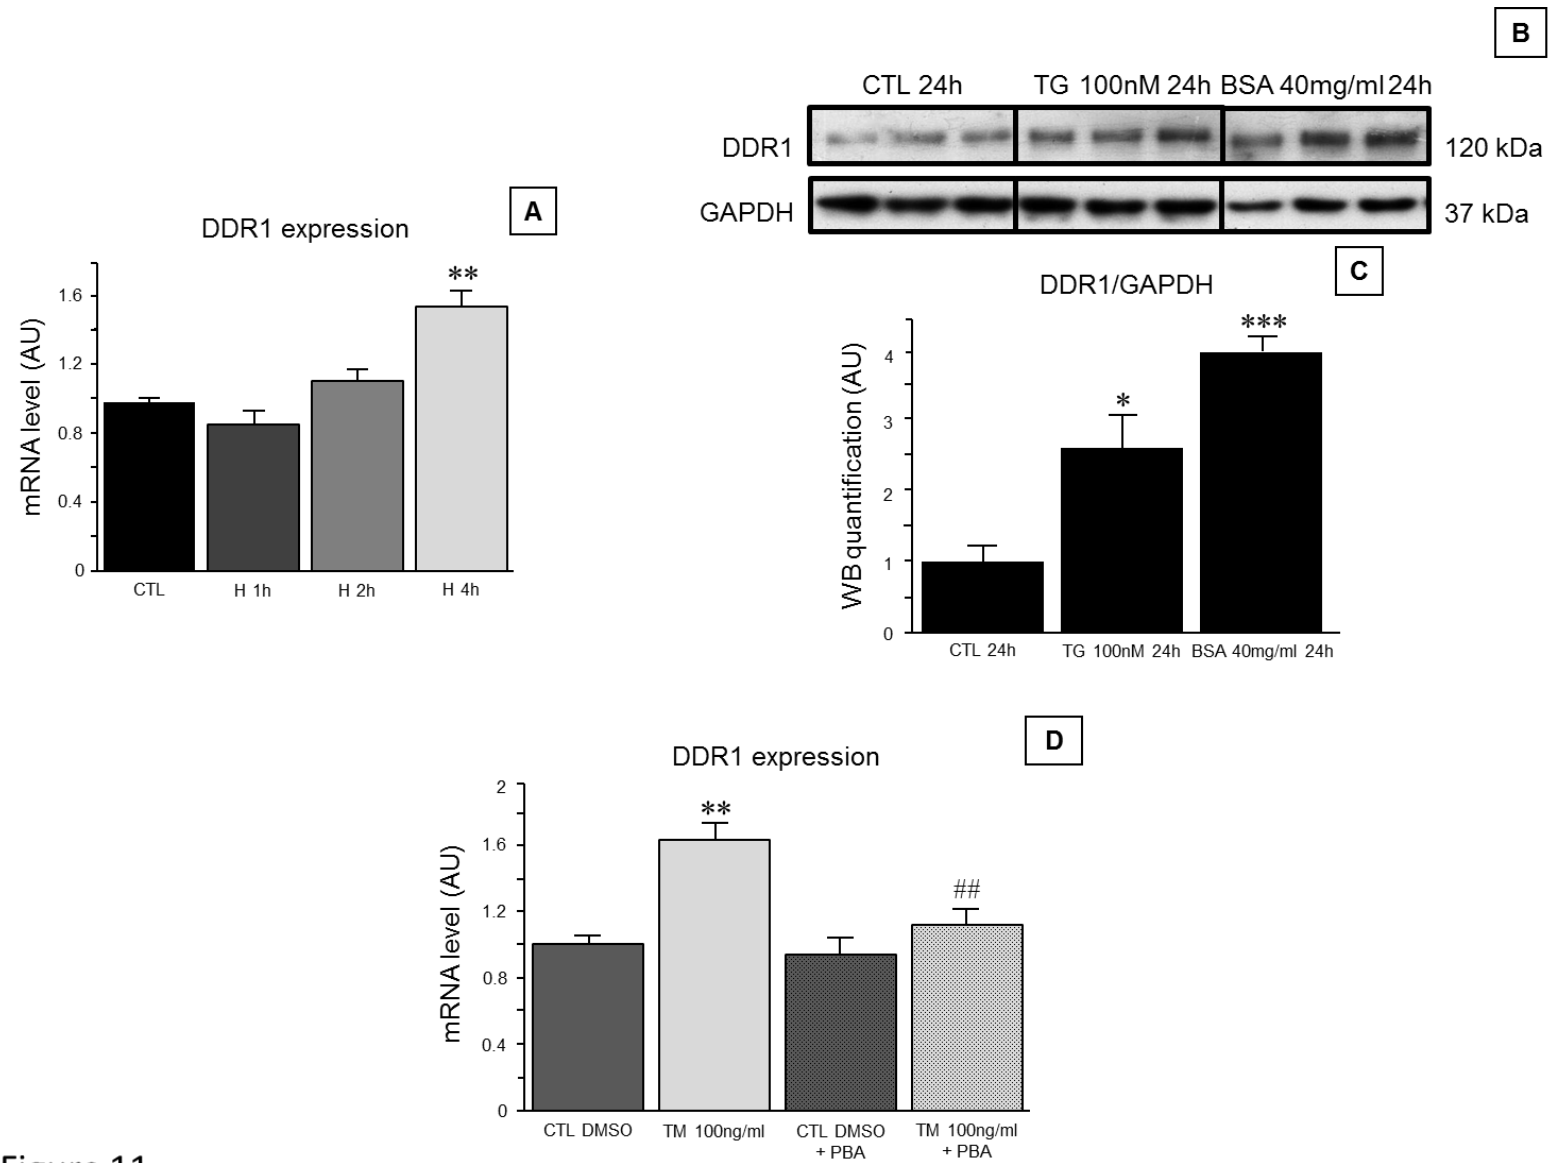 A
DDR1 expression
**
mRNA level (AU)
1.6
1.2
0.8
0.4
0
CTL H 1h H 2h H 4h
B
CTL 24h TG 100nM 24h BSA 40mg/ml 24h
DDR1 120 kDa
GAPDH 37 kDa
C
DDR1/GAPDH
***
*
WB quantification (AU)
4
3
2
1
0
CTL 24h TG 100nM 24h BSA 40mg/ml 24h
D
DDR1 expression
**
##
mRNA level (AU)
2
1.6
1.2
0.8
0.4
0
CTL DMSO TM 100ng/ml CTL DMSO TM 100ng/ml
+ PBA + PBA
Figure 11